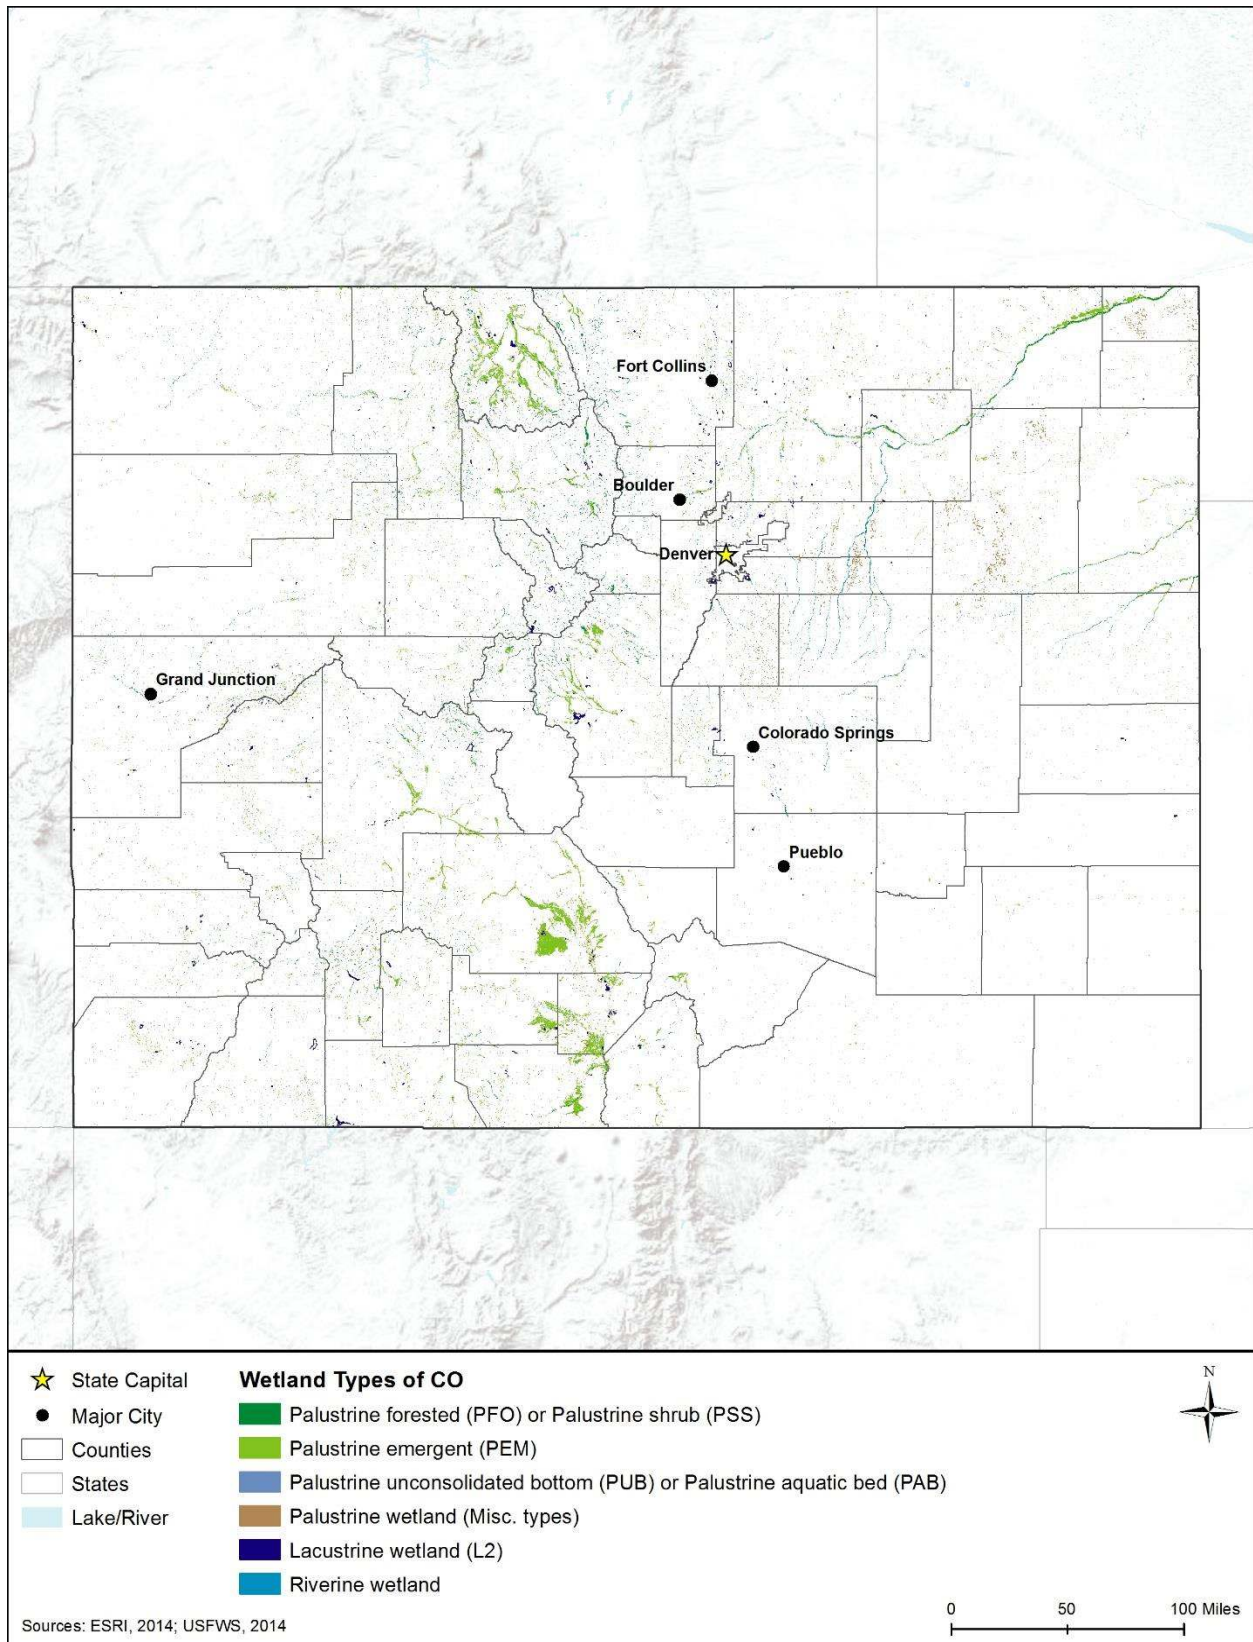 Fort Collins
Boulder
Denver
Grand Junction
Colorado Springs
Pueblo
State Capital
Major City
Counties
States
Lake/River
Wetland Types of CO
Palustrine forested (PFO) or Palustrine shrub (PSS)
Palustrine emergent (PEM)
Palustrine unconsolidated bottom (PUB) or Palustrine aquatic bed (PAB)
Palustrine wetland (Misc. types)
Lacustrine wetland (L2)
Riverine wetland
N
0 50 100 Miles
Sources: ESRI, 2014; USFWS, 2014